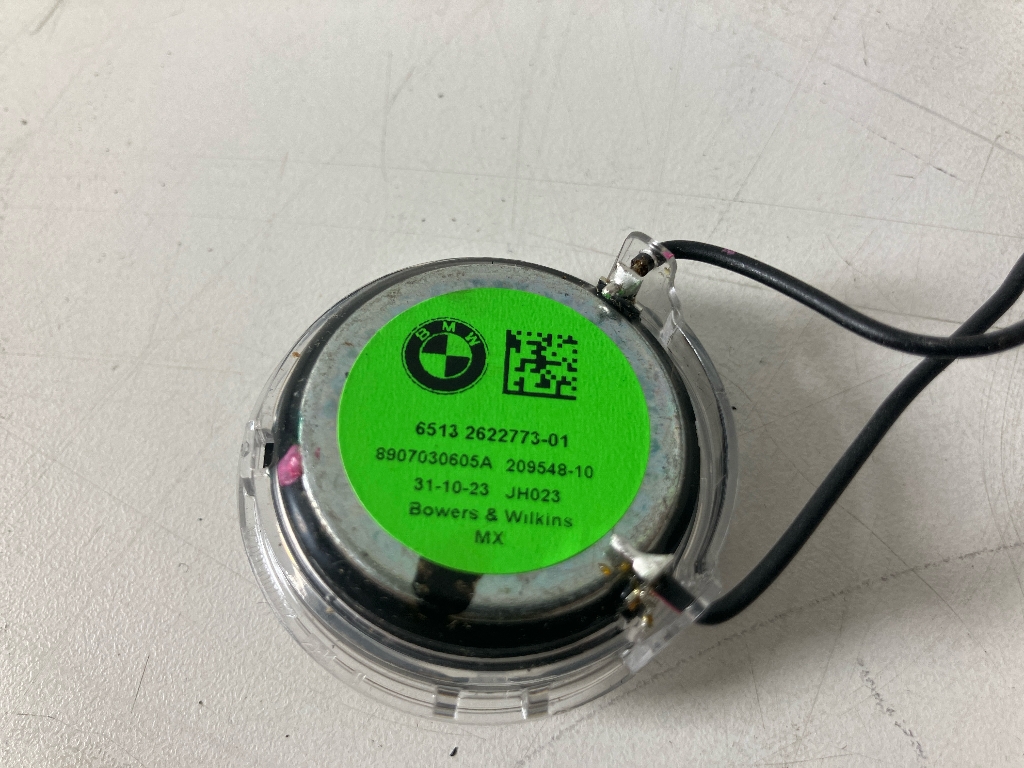 BMW
6513 2622773-01
8907030605A 209548-10
31-10-23 JH023
Bowers & Wilkins
MX